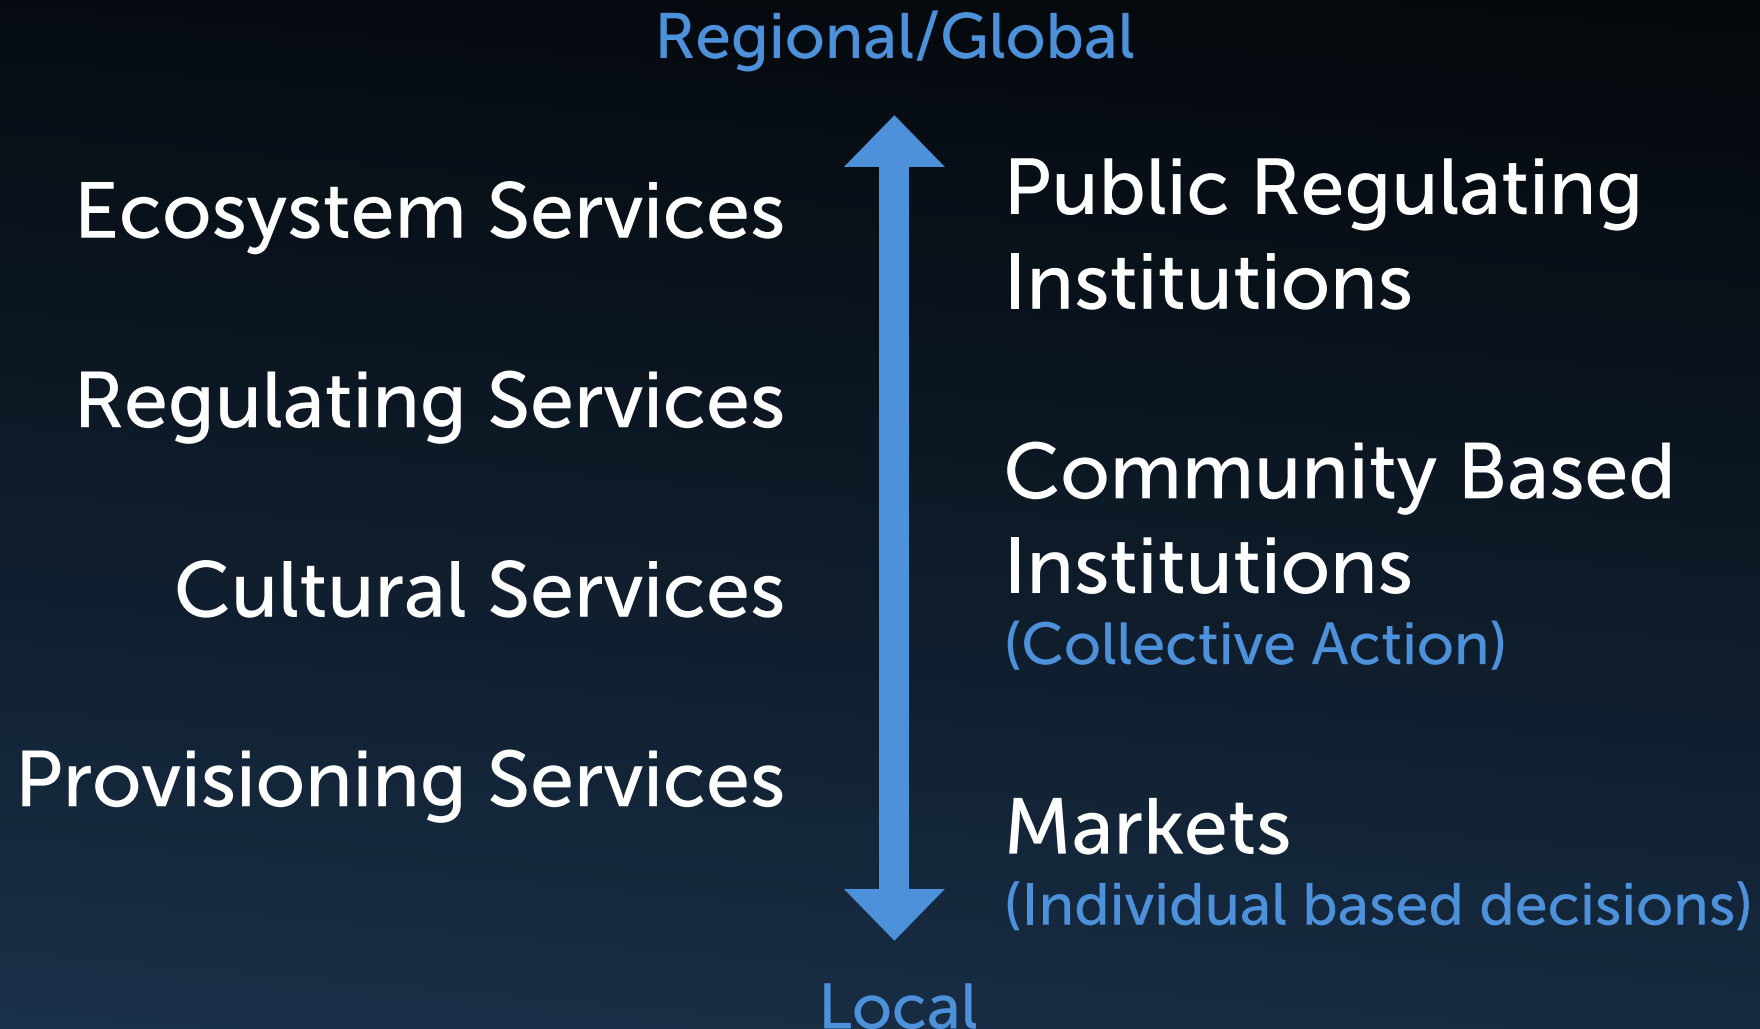 Regional/Global
Ecosystem Services
Regulating Services
Cultural Services
Provisioning Services
Public Regulating
Institutions
Community Based
Institutions
(Collective Action)
Markets
(Individual based decisions)
Local